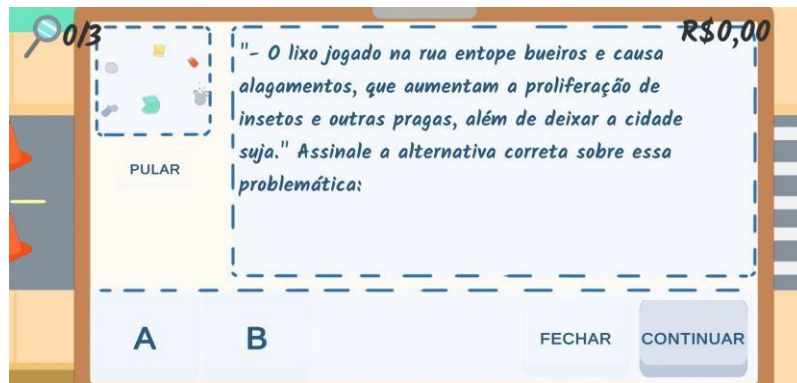 0/3
R$0,00
"- O lixo jogado na rua entope bueiros e causa
alagamentos, que aumentam a proliferação de
insetos e outras pragas, além de deixar a cidade
suja." Assinale a alternativa correta sobre essa
problemática:
PULAR
A
B
FECHAR
CONTINUAR